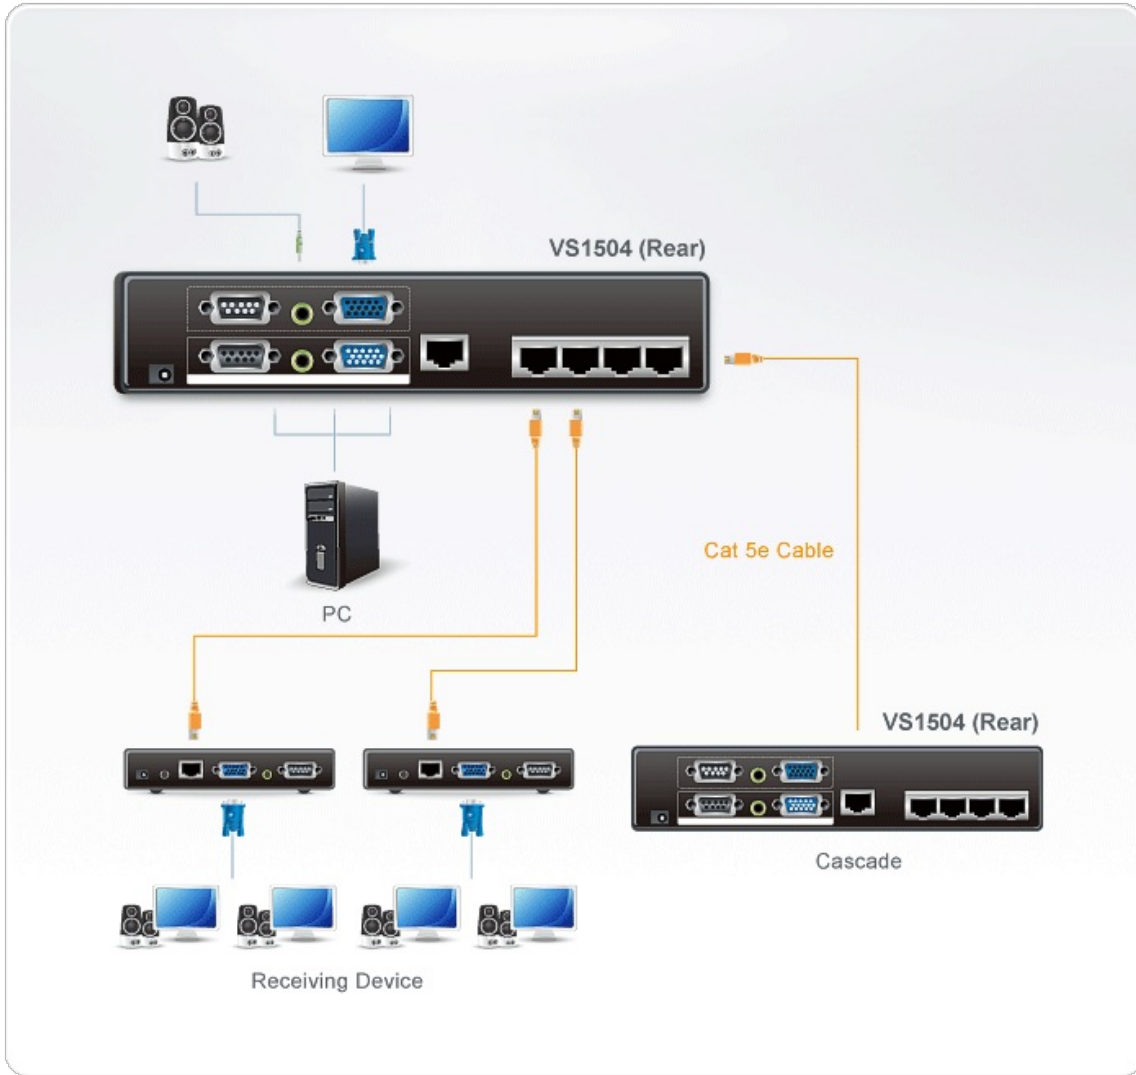 VS1504 (Rear)
Cat 5e Cable
PC
VS1504 (Rear)
Cascade
Receiving Device